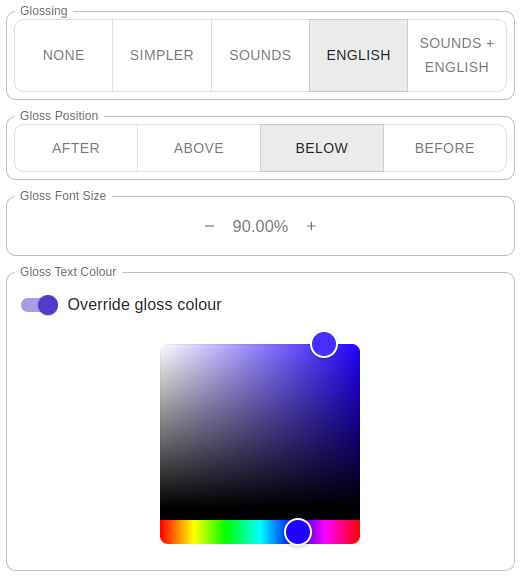 Glossing
NONE
SIMPLER
SOUNDS
ENGLISH
SOUNDS +
ENGLISH
Gloss Position
AFTER
ABOVE
BELOW
BEFORE
Gloss Font Size
− 90.00% +
Gloss Text Colour
Override gloss colour